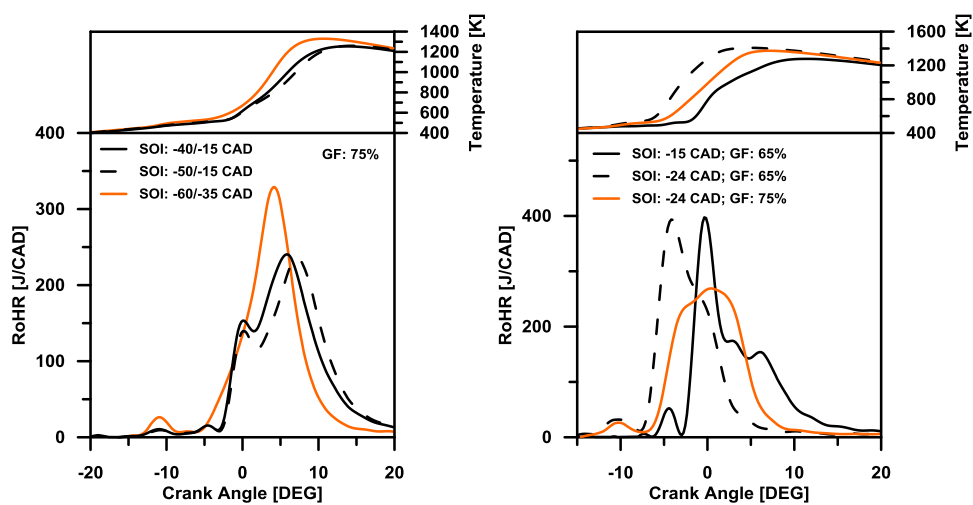 1400
1200
1000
800
600
400
Temperature [K]
400
300
200
100
0
RoHR [J/CAD]
SOI: -40/-15 CAD
SOI: -50/-15 CAD
SOI: -60/-35 CAD
GF: 75%
-20
-10
0
10
20
Crank Angle [DEG]
1600
1200
800
400
Temperature [K]
400
200
0
RoHR [J/CAD]
SOI: -15 CAD; GF: 65%
SOI: -24 CAD; GF: 65%
SOI: -24 CAD; GF: 75%
-10
0
10
20
Crank Angle [DEG]